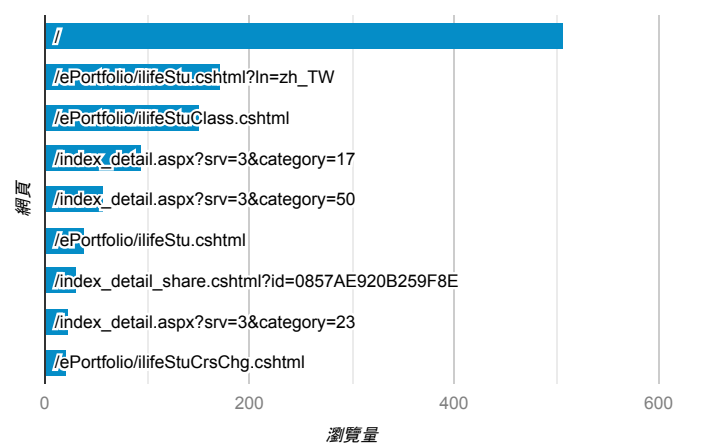 /
/ePortfolio/ilifeStu.cshtml?ln=zh_TW
/ePortfolio/ilifeStuClass.cshtml
/index_detail.aspx?srv=3&category=17
/index_detail.aspx?srv=3&category=50
/ePortfolio/ilifeStu.cshtml
/index_detail_share.cshtml?id=0857AE920B259F8E
/index_detail.aspx?srv=3&category=23
/ePortfolio/ilifeStuCrsChg.cshtml
網頁
0 200 400 600
瀏覽量